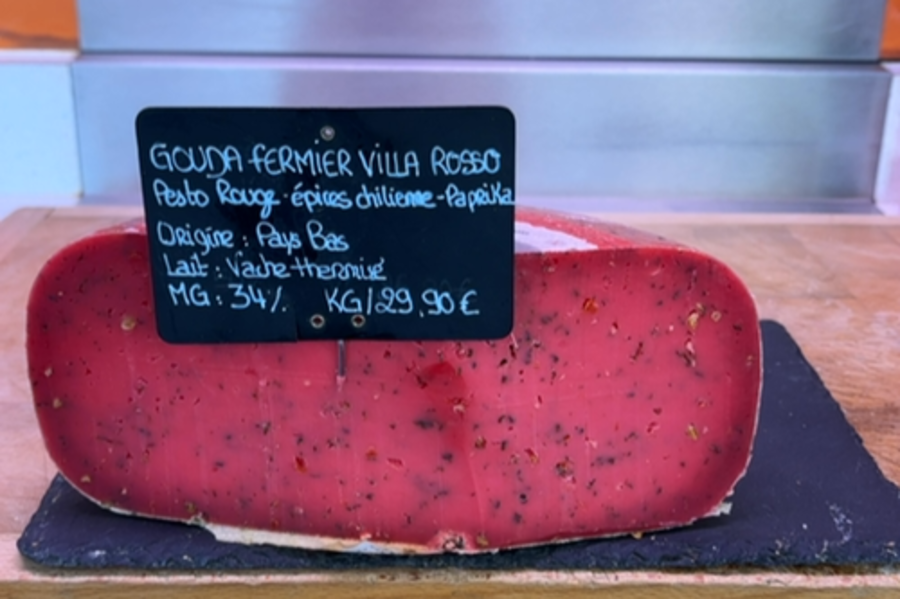 GOUDA FERMIER VILLA ROSSO
Pesto Rouge - épices chilienne - Paprika
Origine : Pays Bas
Lait : Vache thermisé
MG : 34% KG/29,90 €